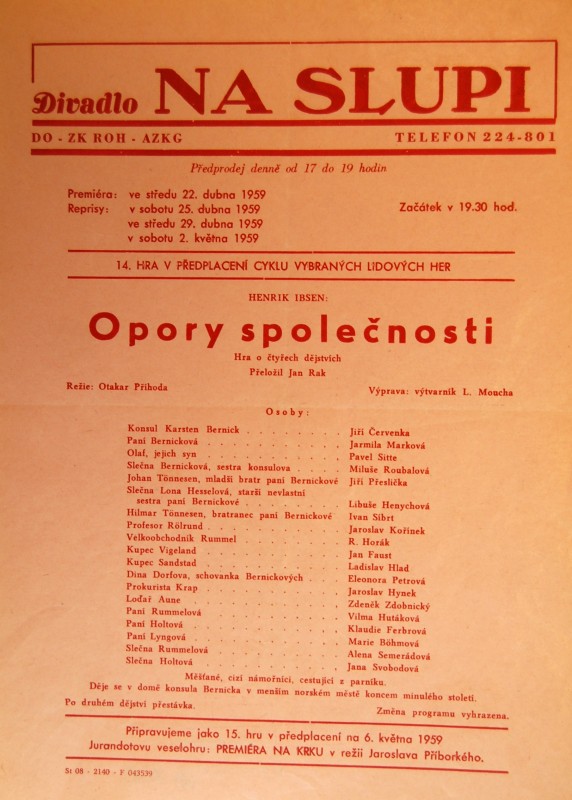 Divadlo NA SLUPI
DO - ZK ROH - AZKG TELEFON 224-801
Předprodej denně od 17 do 19 hodin
Premiéra: ve středu 22. dubna 1959
Reprisy: v sobotu 25. dubna 1959 Začátek v 19.30 hod.
ve středu 29. dubna 1959
v sobotu 2. května 1959
14. HRA V PŘEDPLACENÍ CYKLU VYBRANÝCH LIDOVÝCH HER
HENRIK IBSEN:
Opory společnosti
Hra o čtyřech dějstvích
Přeložil Jan Rak
Režie: Otakar Příhoda Výprava: výtvarník L. Moucha
Osoby:
Konsul Karsten Bernick . . . . . . . . Jiří Červenka
Paní Bernicková . . . . . . . . . . . Jarmila Marková
Olaf, jejich syn . . . . . . . . . . . Pavel Sitte
Slečna Bernicková, sestra konsulova . . . . Miluše Roubalová
Johan Tönnesen, mladší bratr paní Bernickové Jiří Přeslička
Slečna Lona Hesselová, starší nevlastní
sestra paní Bernickové . . . . . . . . Libuše Henychová
Hilmar Tönnesen, bratranec paní Bernickové Ivan Šibrt
Profesor Rölrund . . . . . . . . . . . Jaroslav Kořínek
Velkoobchodník Rummel . . . . . . . . R. Horák
Kupec Vigeland . . . . . . . . . . . Jan Faust
Kupec Sandstad . . . . . . . . . . . Ladislav Hlad
Dina Dorfova, schovanka Bernickových . . . Eleonora Petrová
Prokurista Krap . . . . . . . . . . . Jaroslav Hynek
Loďař Aune . . . . . . . . . . . . . Zdeněk Zdobnický
Paní Rummelová . . . . . . . . . . . Vilma Hutáková
Paní Holtová . . . . . . . . . . . . Klaudie Ferbrová
Paní Lyngová . . . . . . . . . . . . Marie Böhmová
Slečna Rummelová . . . . . . . . . . Alena Semerádová
Slečna Holtová . . . . . . . . . . . Jana Svobodová
Měšťané, cizí námořníci, cestující z parníku.
Děje se v domě konsula Bernicka v menším norském městě koncem minulého století.
Po druhém dějství přestávka. Změna programu vyhrazena.
Připravujeme jako 15. hru v předplacení na 6. května 1959
Jurandotovu veselohru: PREMIÉRA NA KRKU v režii Jaroslava Příborkého.
St 08 - 2140 - F 043539